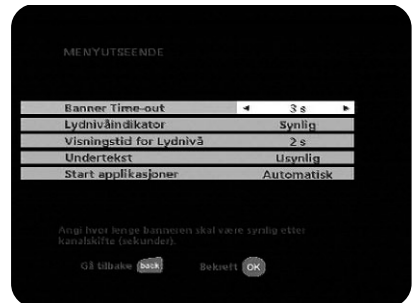 MENYUTSEENDE
Banner Time-out 3 s
Lydnivåindikator Synlig
Visningstid for Lydnivå 2 s
Undertekst Usynlig
Start applikasjoner Automatisk
Angi hvor lenge banneren skal være synlig etter
kanalskifte (sekunder).
Gå tilbake back Bekreft OK